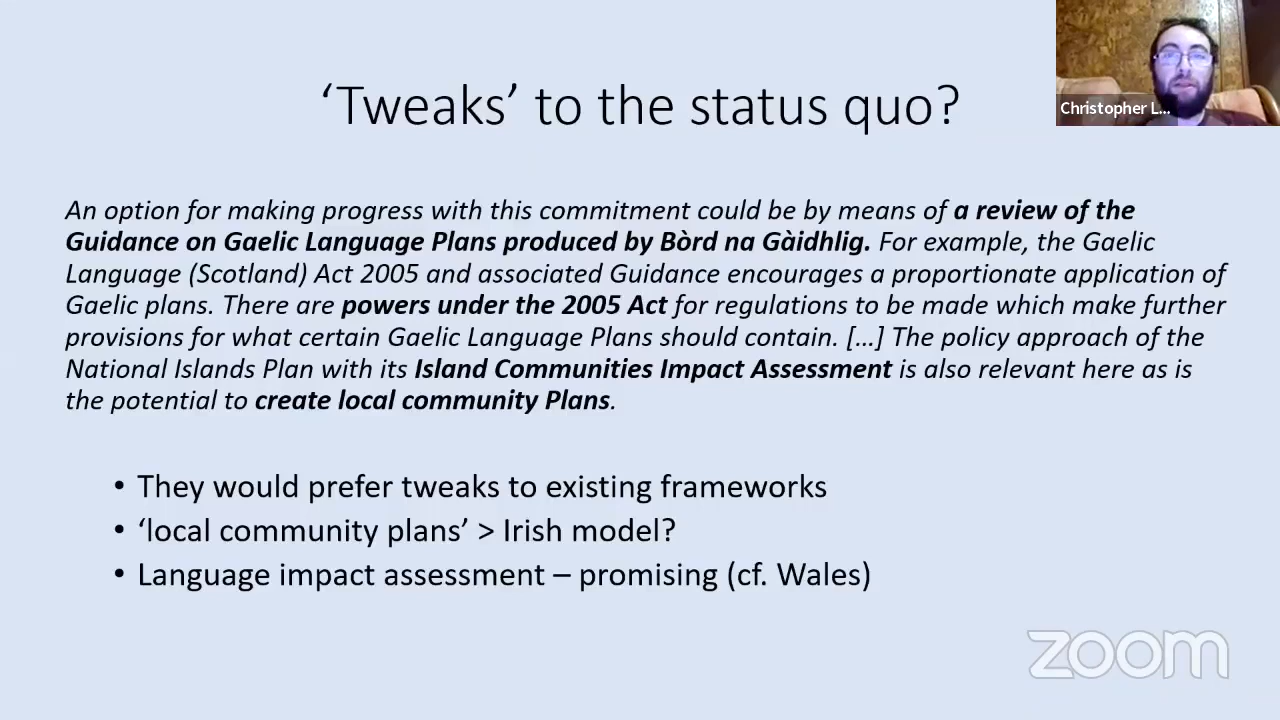 ‘Tweaks’ to the status quo?
Christopher L...
An option for making progress with this commitment could be by means of a review of the
Guidance on Gaelic Language Plans produced by Bòrd na Gàidhlig. For example, the Gaelic
Language (Scotland) Act 2005 and associated Guidance encourages a proportionate application of
Gaelic plans. There are powers under the 2005 Act for regulations to be made which make further
provisions for what certain Gaelic Language Plans should contain. […] The policy approach of the
National Islands Plan with its Island Communities Impact Assessment is also relevant here as is
the potential to create local community Plans.
• They would prefer tweaks to existing frameworks
• ‘local community plans’ > Irish model?
• Language impact assessment – promising (cf. Wales)
zoom